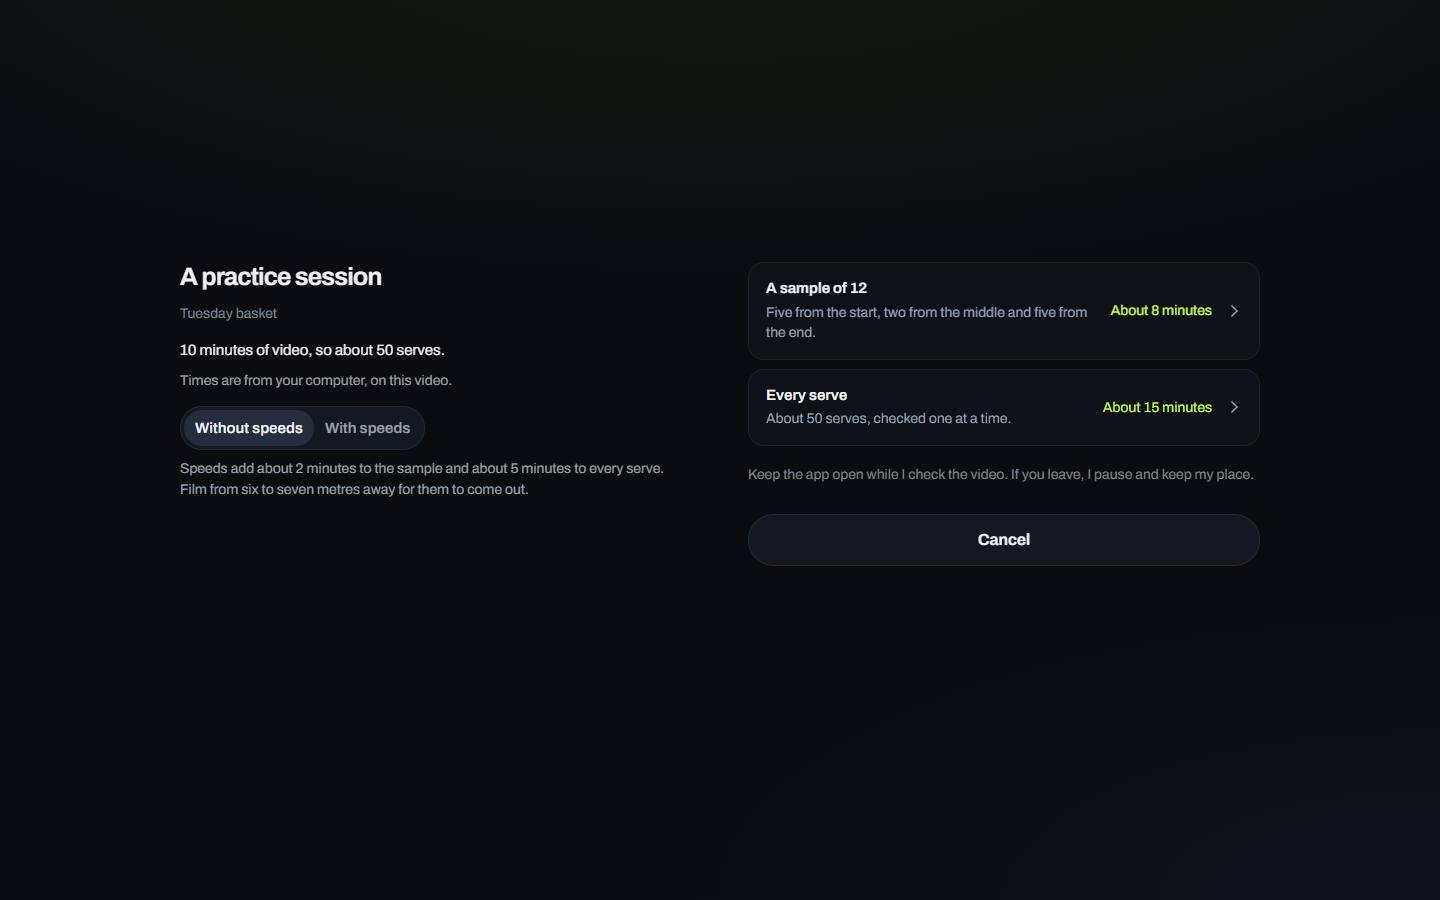 A practice session
Tuesday basket
10 minutes of video, so about 50 serves.
Times are from your computer, on this video.
Without speeds
With speeds
Speeds add about 2 minutes to the sample and about 5 minutes to every serve.
Film from six to seven metres away for them to come out.
A sample of 12
Five from the start, two from the middle and five from
the end.
About 8 minutes
Every serve
About 50 serves, checked one at a time.
About 15 minutes
Keep the app open while I check the video. If you leave, I pause and keep my place.
Cancel